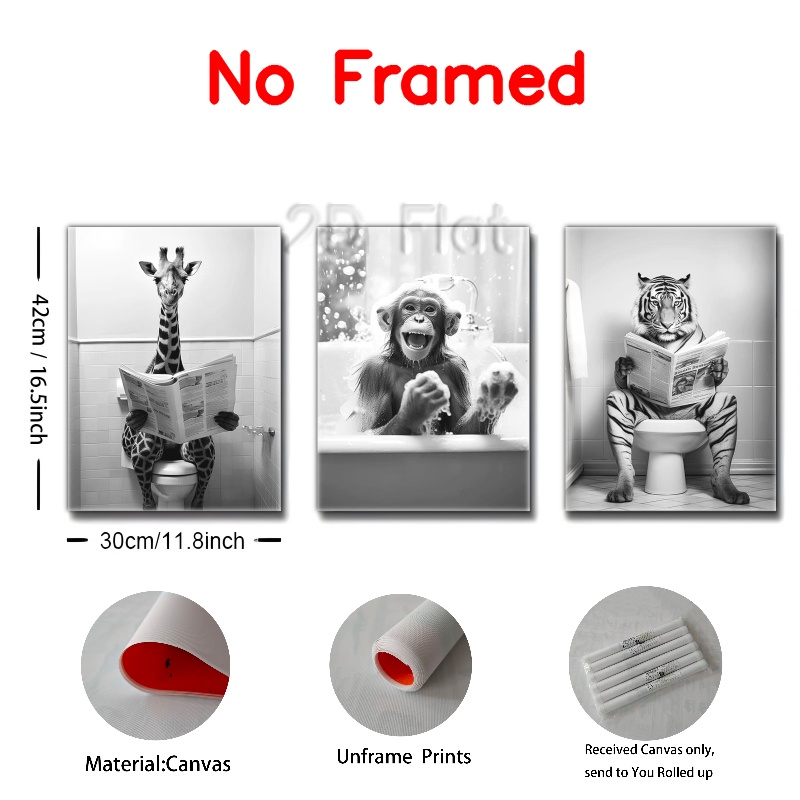 No Framed
2D Flat
42cm / 16.5inch
30cm/11.8inch
Material:Canvas
Unframe Prints
Received Canvas only,
send to You Rolled up